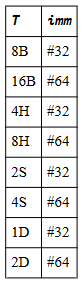 T imm
8B #32
16B #64
4H #32
8H #64
2S #32
4S #64
1D #32
2D #64